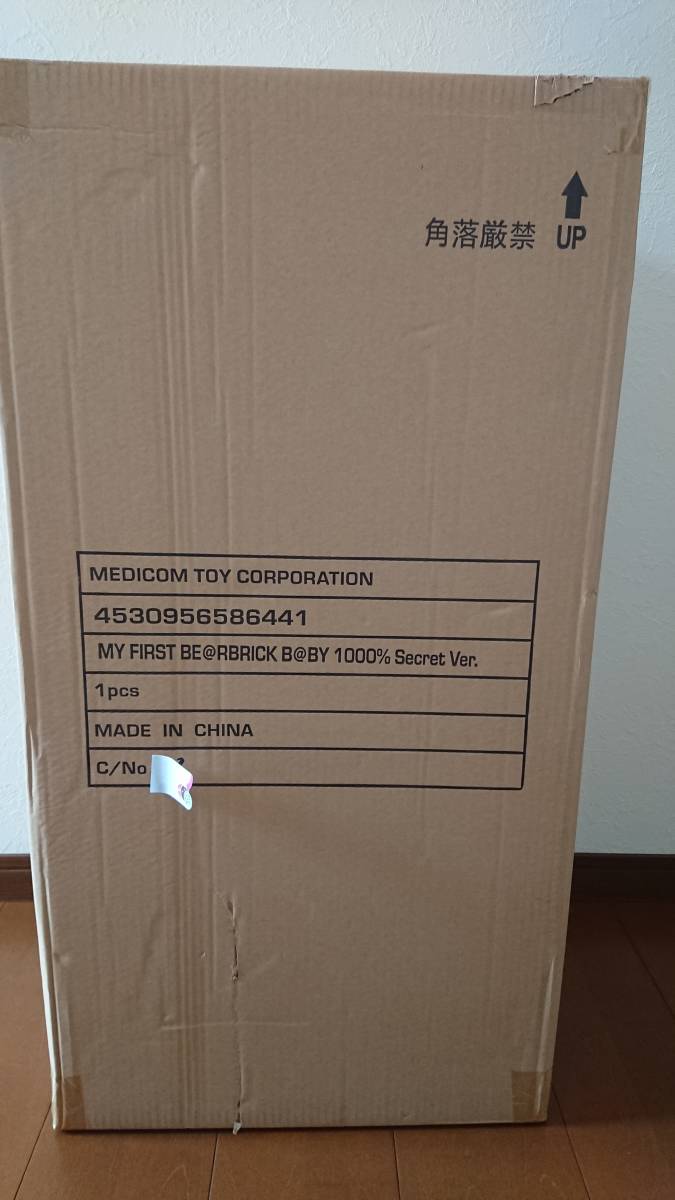 角落厳禁 UP
MEDICOM TOY CORPORATION
4530956586441
MY FIRST BE@RBRICK B@BY 1000% Secret Ver.
1pcs
MADE IN CHINA
C/No